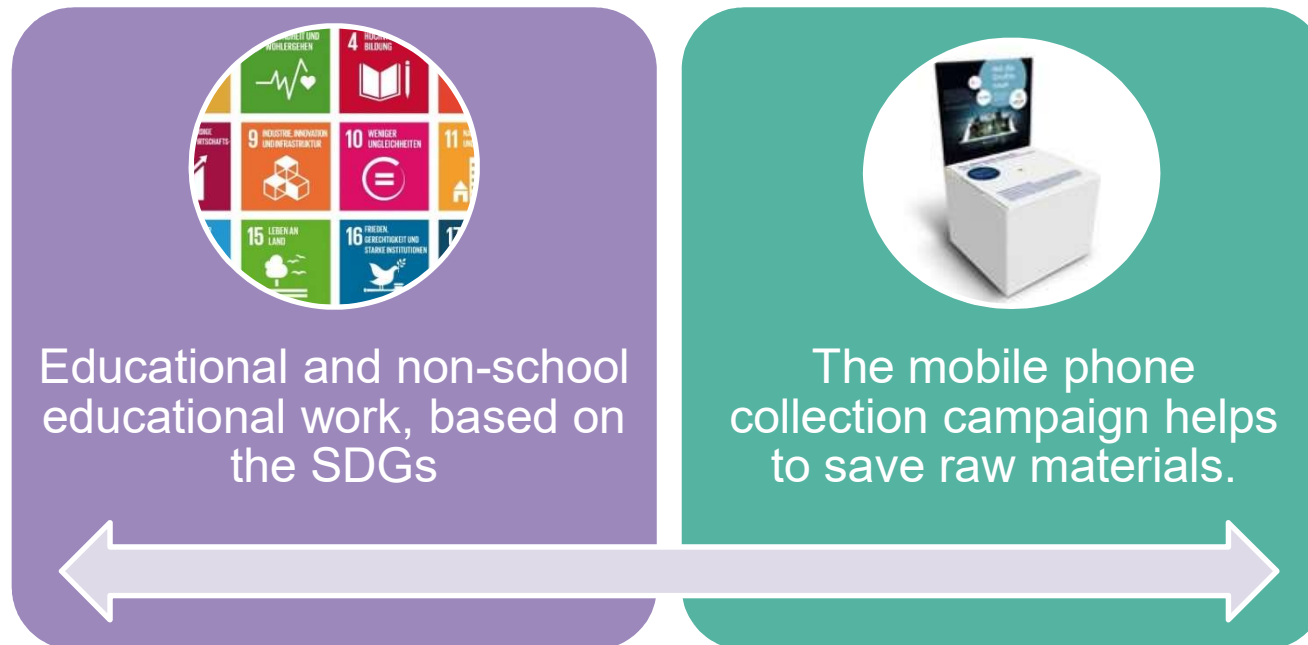 WOHLERGEHEN
4
BILDUNG
9 INDUSTRIE, INNOVATION
UND INFRASTRUKTUR
10 WENIGER
UNGLEICHHEITEN
11
15 LEBEN AN
LAND
16 FRIEDEN,
GERECHTIGKEIT UND
STARKE INSTITUTIONEN
Educational and non-school
educational work, based on
the SDGs
The mobile phone
collection campaign helps
to save raw materials.